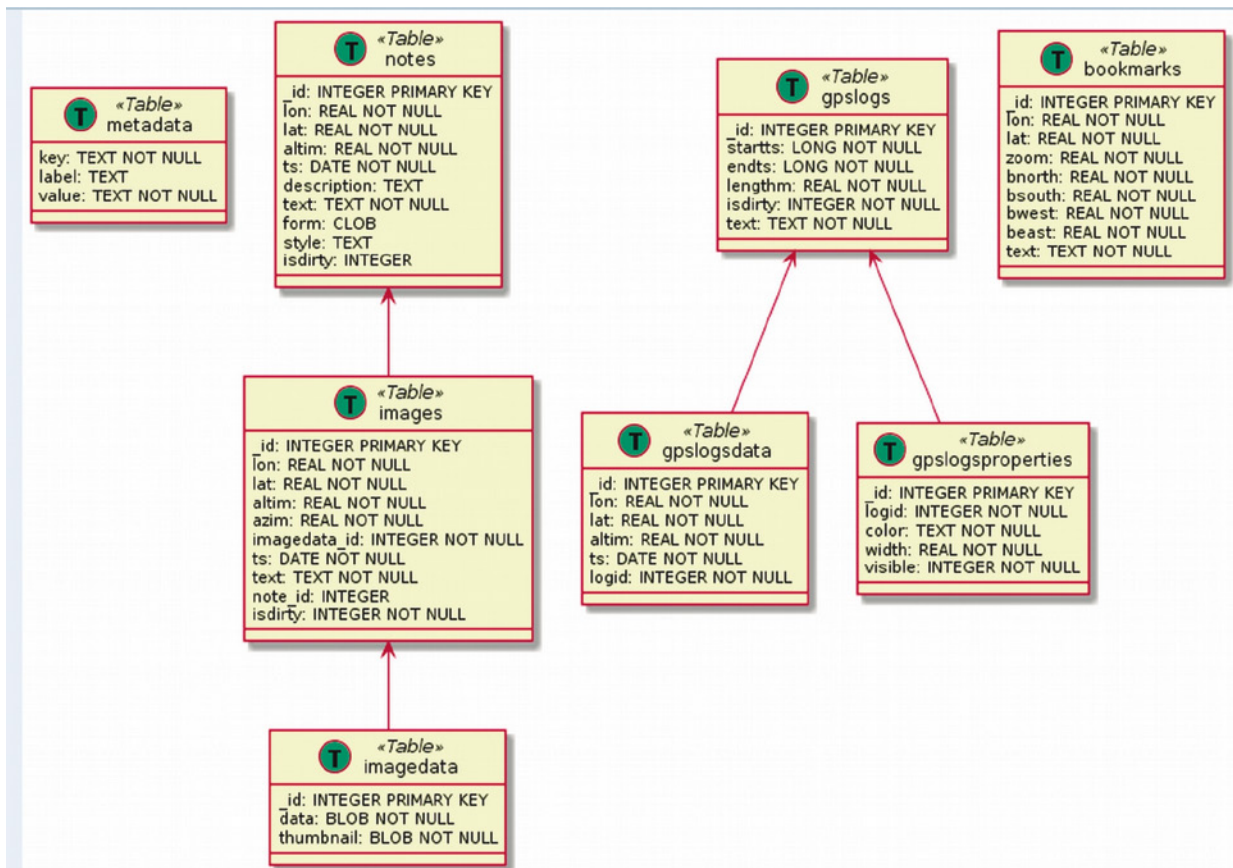 T
«Table»
metadata
key: TEXT NOT NULL
label: TEXT
value: TEXT NOT NULL
T
«Table»
notes
_id: INTEGER PRIMARY KEY
lon: REAL NOT NULL
lat: REAL NOT NULL
altim: REAL NOT NULL
ts: DATE NOT NULL
description: TEXT
text: TEXT NOT NULL
form: CLOB
style: TEXT
isdirty: INTEGER
T
«Table»
gpslogs
_id: INTEGER PRIMARY KEY
startts: LONG NOT NULL
endts: LONG NOT NULL
lengthm: REAL NOT NULL
isdirty: INTEGER NOT NULL
text: TEXT NOT NULL
T
«Table»
bookmarks
_id: INTEGER PRIMARY KEY
lon: REAL NOT NULL
lat: REAL NOT NULL
zoom: REAL NOT NULL
bnorth: REAL NOT NULL
bsouth: REAL NOT NULL
bwest: REAL NOT NULL
beast: REAL NOT NULL
text: TEXT NOT NULL
T
«Table»
images
_id: INTEGER PRIMARY KEY
lon: REAL NOT NULL
lat: REAL NOT NULL
altim: REAL NOT NULL
azim: REAL NOT NULL
imagedata_id: INTEGER NOT NULL
ts: DATE NOT NULL
text: TEXT NOT NULL
note_id: INTEGER
isdirty: INTEGER NOT NULL
T
«Table»
gpslogsdata
_id: INTEGER PRIMARY KEY
lon: REAL NOT NULL
lat: REAL NOT NULL
altim: REAL NOT NULL
ts: DATE NOT NULL
logid: INTEGER NOT NULL
T
«Table»
gpslogsproperties
_id: INTEGER PRIMARY KEY
logid: INTEGER NOT NULL
color: TEXT NOT NULL
width: REAL NOT NULL
visible: INTEGER NOT NULL
T
«Table»
imagedata
_id: INTEGER PRIMARY KEY
data: BLOB NOT NULL
thumbnail: BLOB NOT NULL